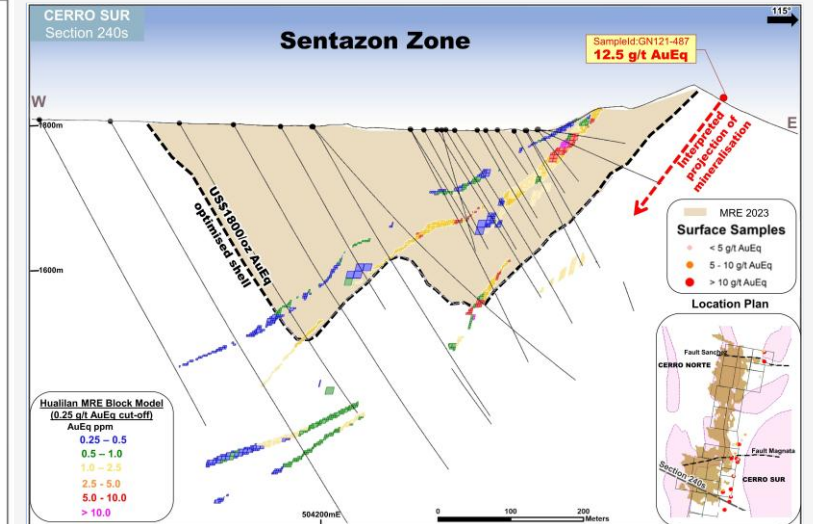 CERRO SUR
Section 240s
Sentazon Zone
115°
SampleId:GN121-487
12.5 g/t AuEq
W
E
1800m
1600m
US$1800/oz AuEq
optimised shell
Interpreted
projection of
mineralisation
MRE 2023
Surface Samples
< 5 g/t AuEq
5 - 10 g/t AuEq
> 10 g/t AuEq
Location Plan
Fault Sanchez
CERRO NORTE
Fault Magnata
Section 240s
CERRO SUR
Hualilan MRE Block Model
(0.25 g/t AuEq cut-off)
AuEq ppm
0.25 – 0.5
0.5 – 1.0
1.0 – 2.5
2.5 - 5.0
5.0 - 10.0
> 10.0
504200mE
0 100 200
Meters